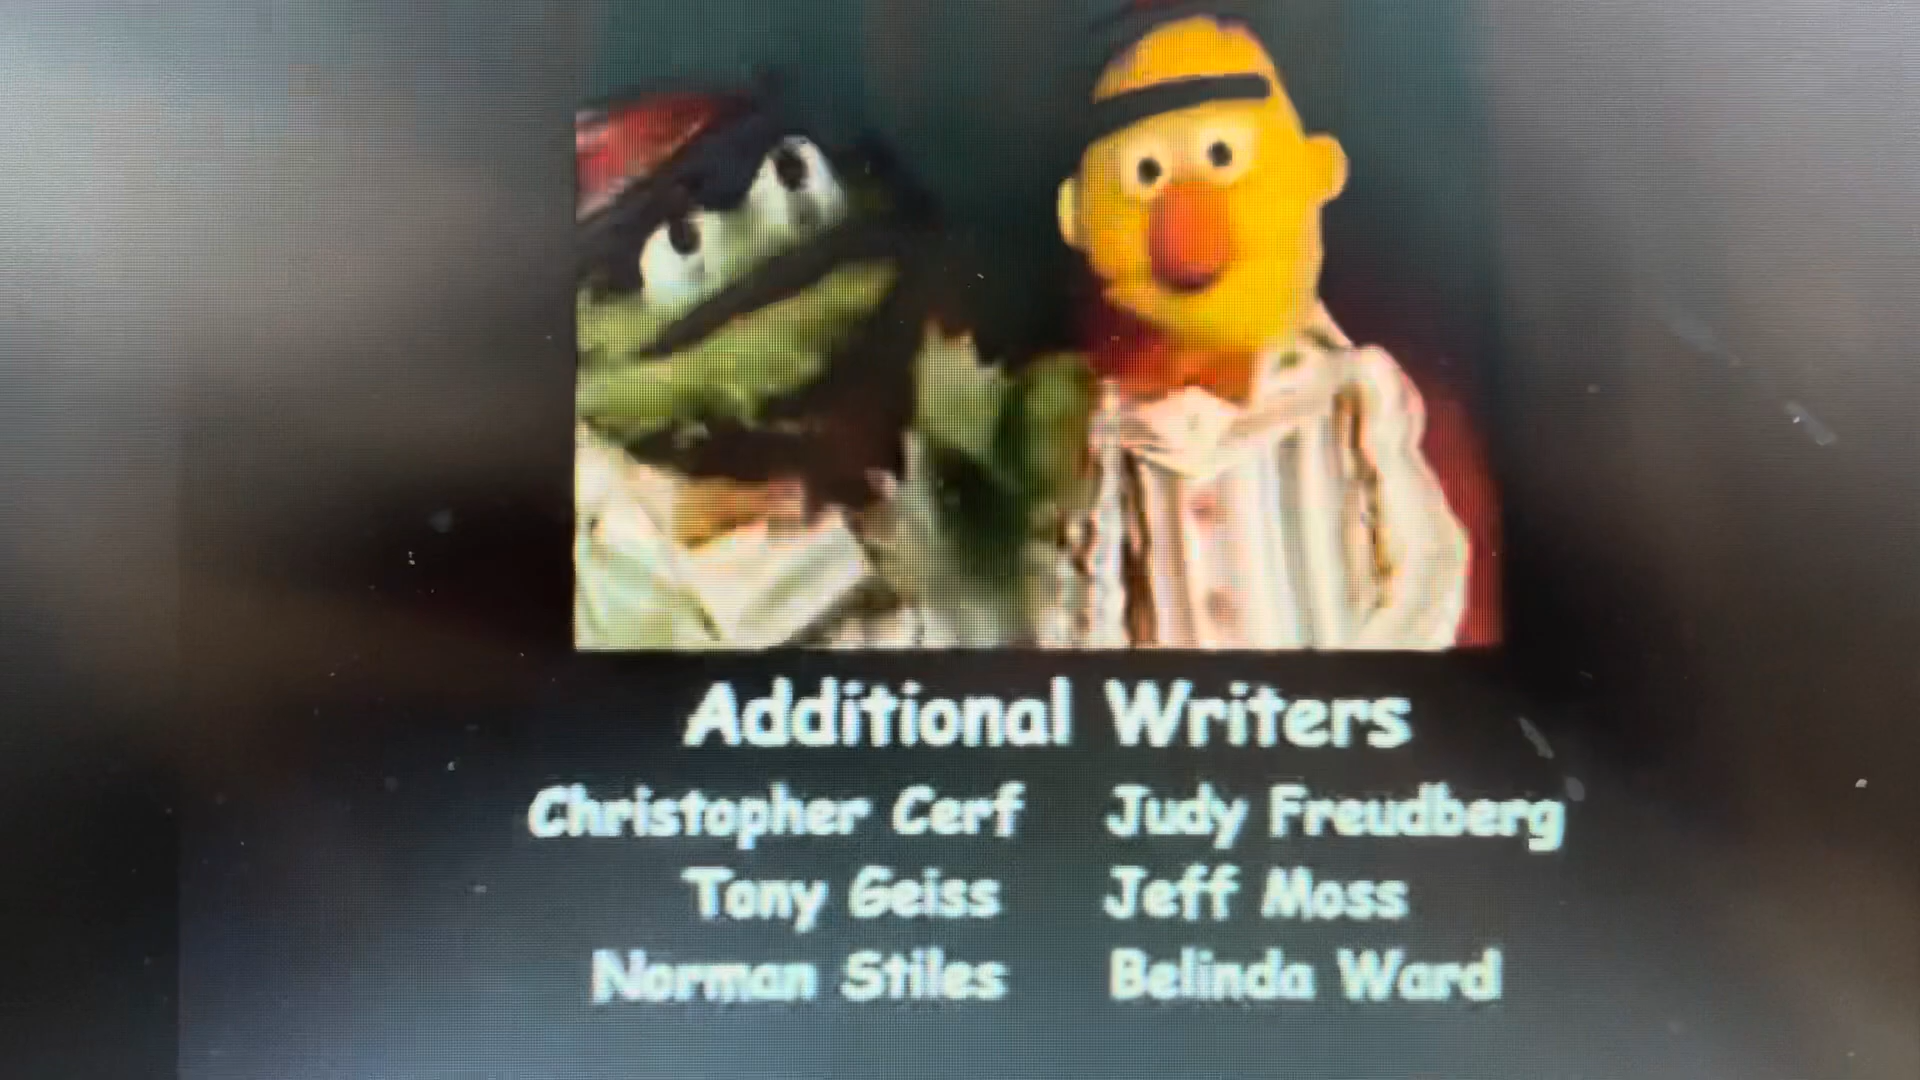 Additional Writers
Christopher Cerf Judy Freudberg
Tony Geiss Jeff Moss
Norman Stiles Belinda Ward